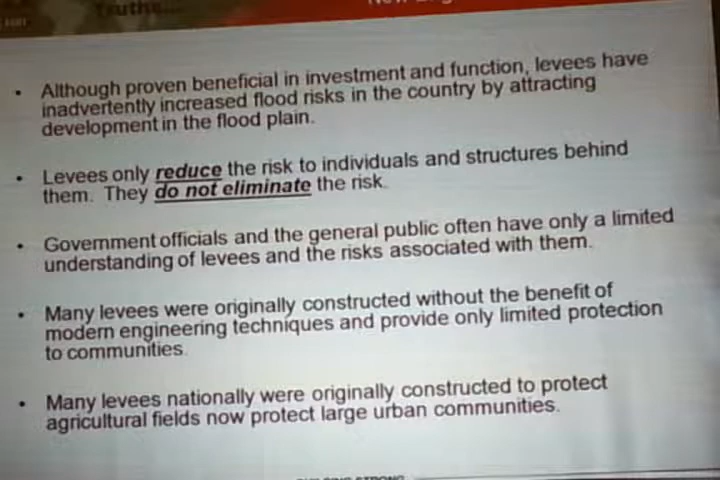 Truths...
• Although proven beneficial in investment and function, levees have
inadvertently increased flood risks in the country by attracting
development in the flood plain.
• Levees only reduce the risk to individuals and structures behind
them. They do not eliminate the risk.
• Government officials and the general public often have only a limited
understanding of levees and the risks associated with them.
• Many levees were originally constructed without the benefit of
modern engineering techniques and provide only limited protection
to communities.
• Many levees nationally were originally constructed to protect
agricultural fields now protect large urban communities.